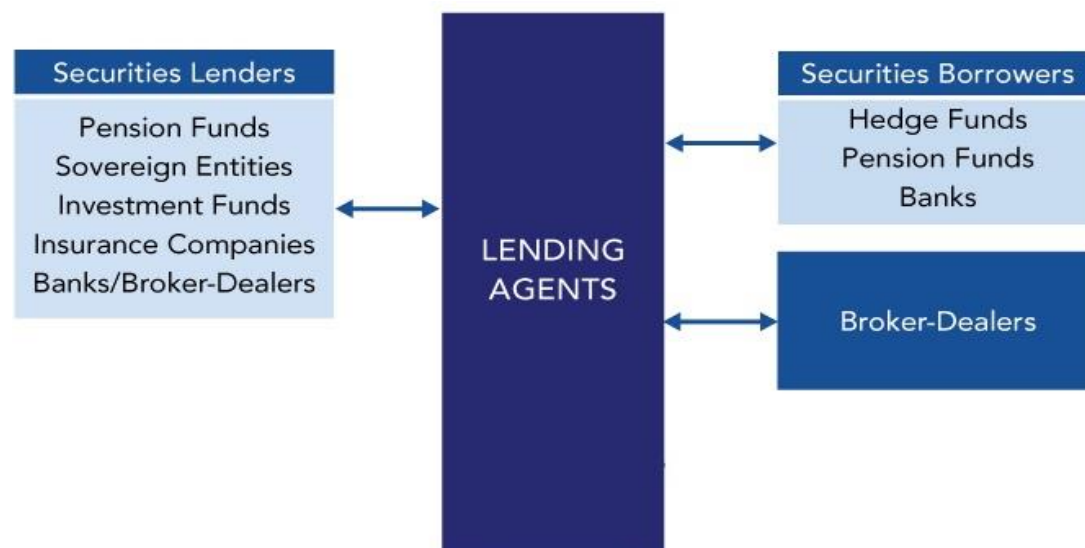 Securities Lenders
Pension Funds
Sovereign Entities
Investment Funds
Insurance Companies
Banks/Broker-Dealers
LENDING
AGENTS
Securities Borrowers
Hedge Funds
Pension Funds
Banks
Broker-Dealers